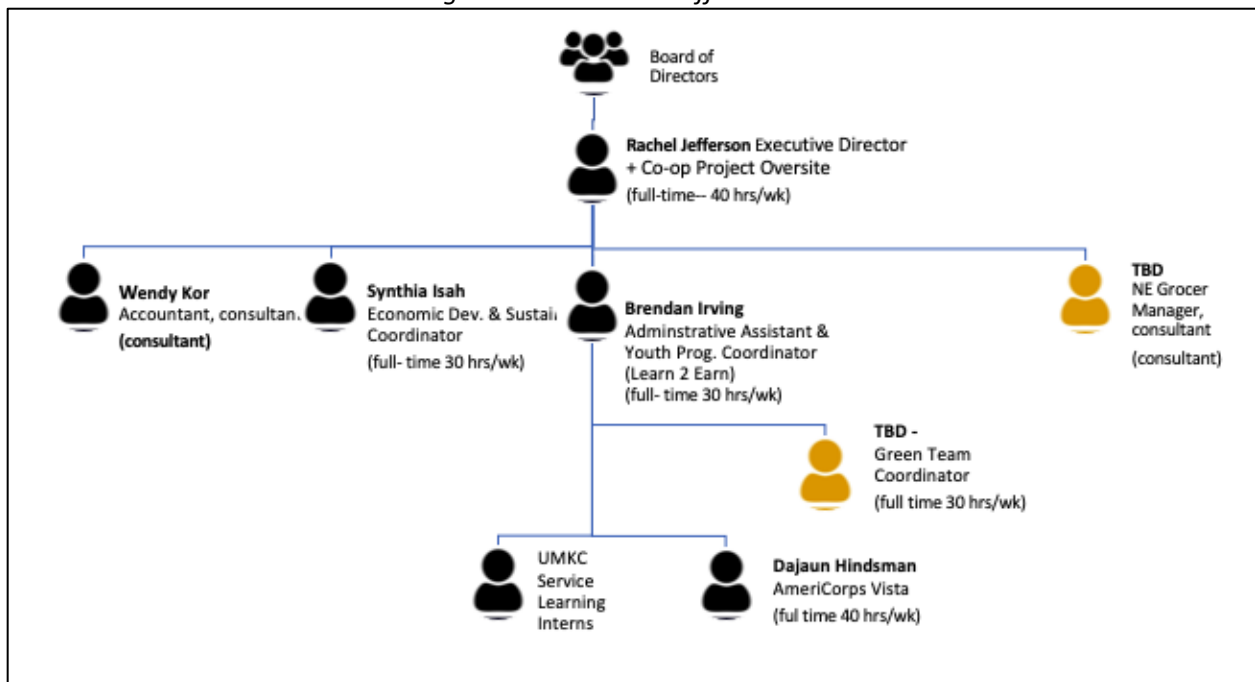 Board of
Directors
Rachel Jefferson Executive Director
+ Co-op Project Oversite
(full-time-- 40 hrs/wk)
Wendy Kor
Accountant,
(consultant)
Synthia Isah
Economic Dev. &
Coordinator
(full- time 30 hrs/wk)
Brendan Irving
Adminstrative Assistant &
Youth Prog. Coordinator
(Learn 2 Earn)
(full- time 30 hrs/wk)
TBD
NE Grocer
Manager,
consultant
(consultant)
TBD -
Green Team
Coordinator
(full time 30 hrs/wk)
UMKC
Service
Learning
Interns
Dajaun Hindsman
AmeriCorps Vista
(ful time 40 hrs/wk)